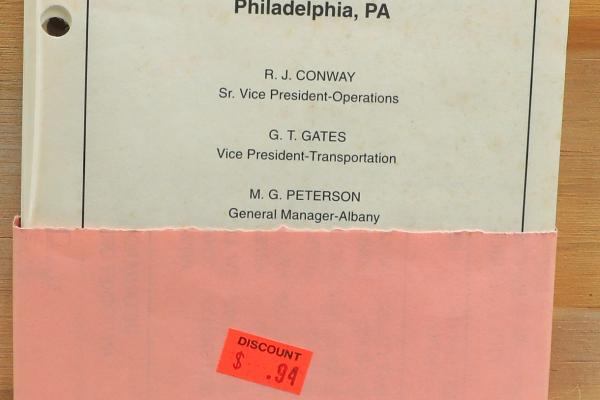 Philadelphia, PA
R. J. CONWAY
Sr. Vice President-Operations
G. T. GATES
Vice President-Transportation
M. G. PETERSON
General Manager-Albany
DISCOUNT
$ .94